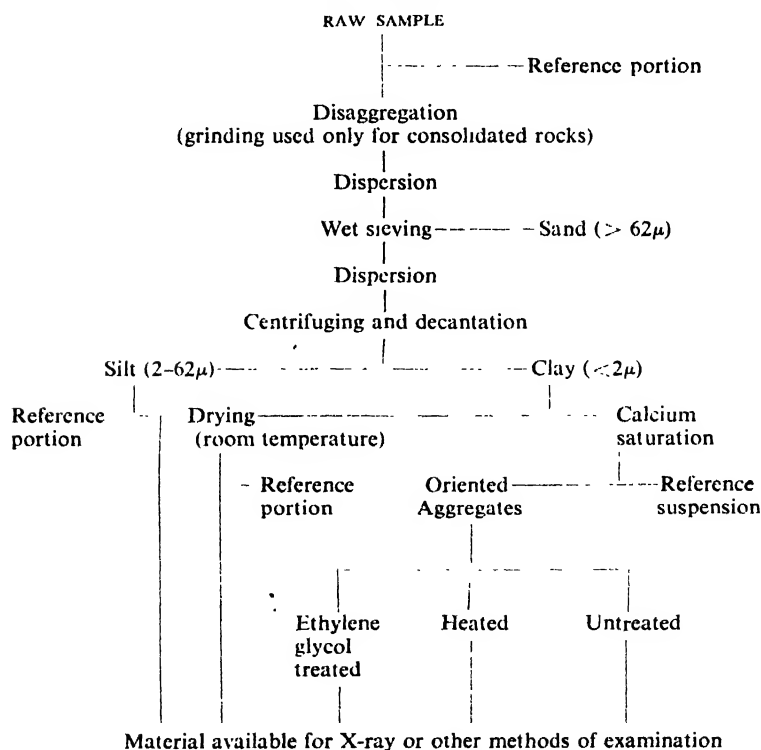 RAW SAMPLE
Reference portion
Disaggregation
(grinding used only for consolidated rocks)
Dispersion
Wet sieving
Sand (> 62μ)
Dispersion
Centrifuging and decantation
Silt (2–62μ)
Clay (<2μ)
Reference
portion
Drying
(room temperature)
Calcium
saturation
Reference
portion
Oriented
Aggregates
Reference
suspension
Ethylene
glycol
treated
Heated
Untreated
Material available for X-ray or other methods of examination